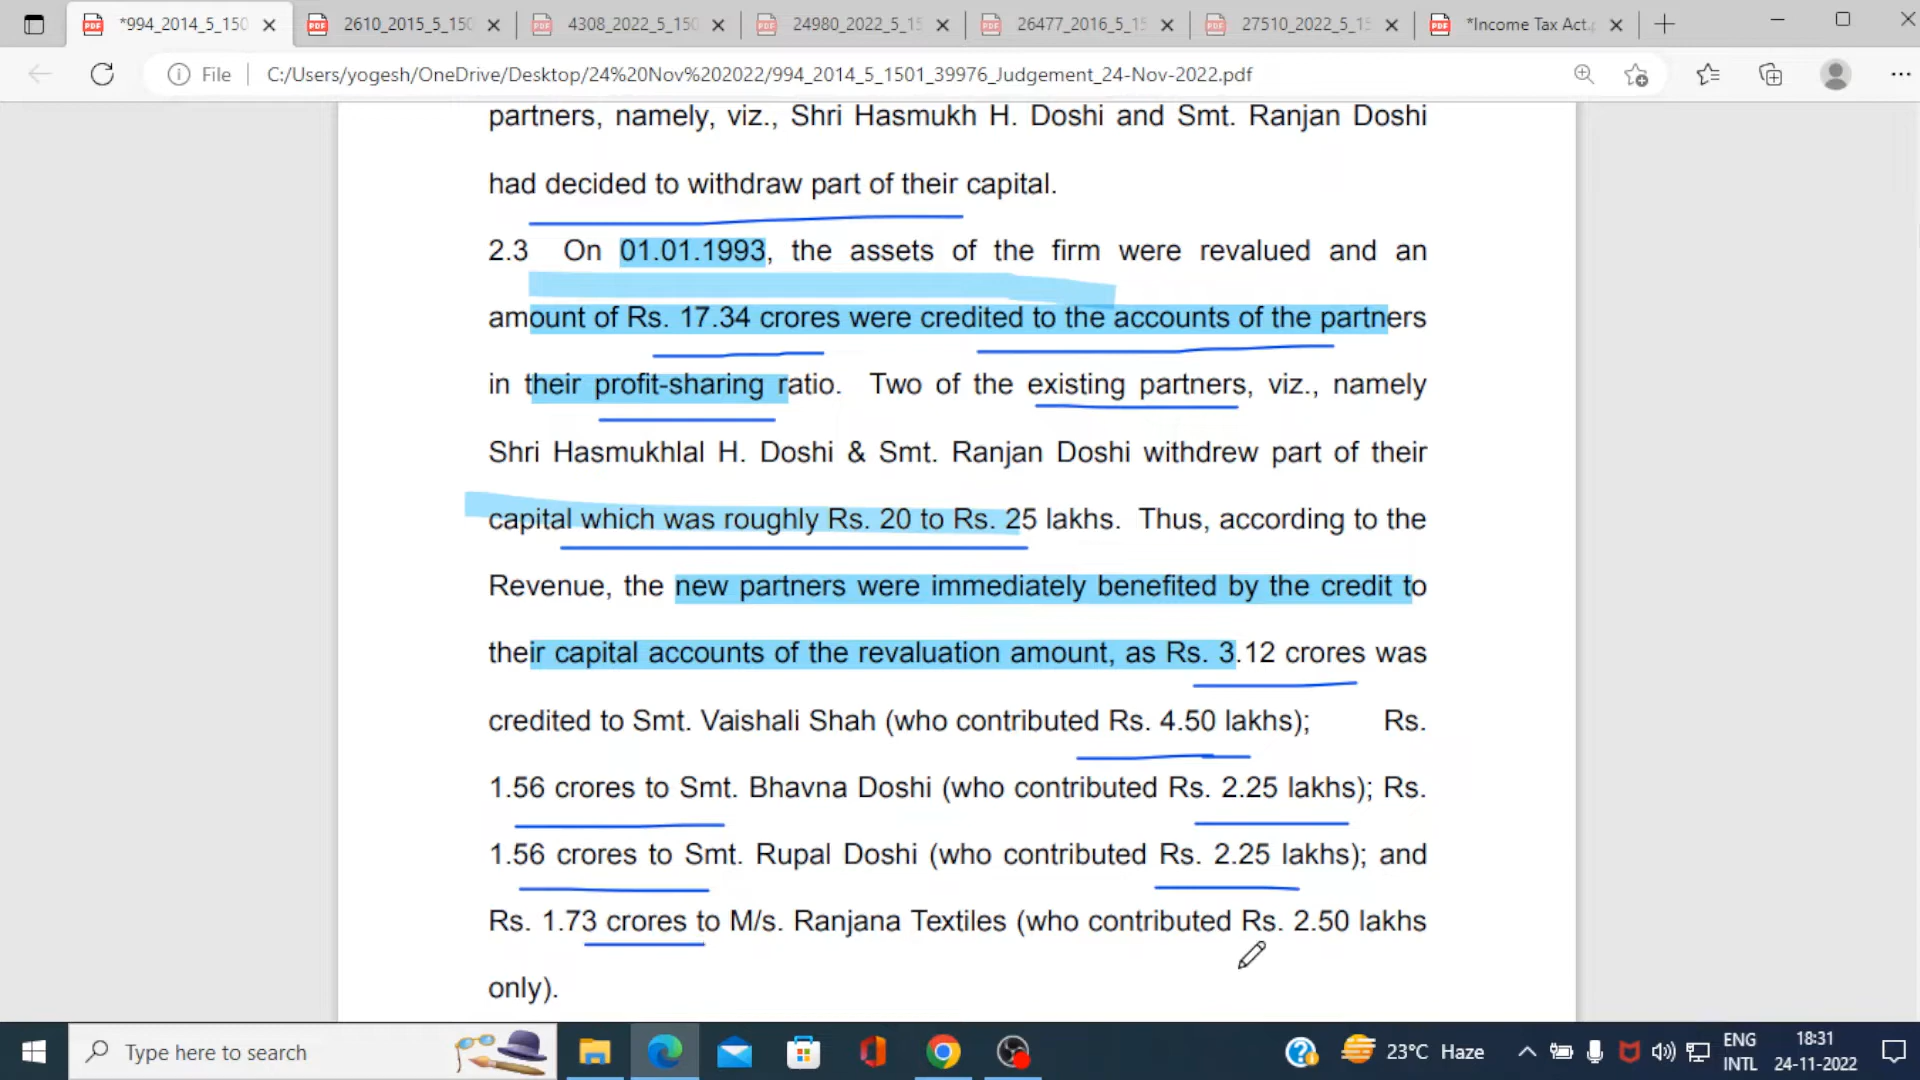 *994_2014_5_150
2610_2015_5_150
4308_2022_5_150
24980_2022_5_15
26477_2016_5_15
27510_2022_5_15
*Income Tax Act.
File
C:/Users/yogesh/OneDrive/Desktop/24%20Nov%202022/994_2014_5_1501_39976_Judgement_24-Nov-2022.pdf
partners, namely, viz., Shri Hasmukh H. Doshi and Smt. Ranjan Doshi
had decided to withdraw part of their capital.
2.3 On 01.01.1993, the assets of the firm were revalued and an
amount of Rs. 17.34 crores were credited to the accounts of the partners
in their profit-sharing ratio. Two of the existing partners, viz., namely
Shri Hasmukhlal H. Doshi & Smt. Ranjan Doshi withdrew part of their
capital which was roughly Rs. 20 to Rs. 25 lakhs. Thus, according to the
Revenue, the new partners were immediately benefited by the credit to
their capital accounts of the revaluation amount, as Rs. 3.12 crores was
credited to Smt. Vaishali Shah (who contributed Rs. 4.50 lakhs); Rs.
1.56 crores to Smt. Bhavna Doshi (who contributed Rs. 2.25 lakhs); Rs.
1.56 crores to Smt. Rupal Doshi (who contributed Rs. 2.25 lakhs); and
Rs. 1.73 crores to M/s. Ranjana Textiles (who contributed Rs. 2.50 lakhs
only).
Type here to search
23°C Haze
ENG
INTL
18:31
24-11-2022